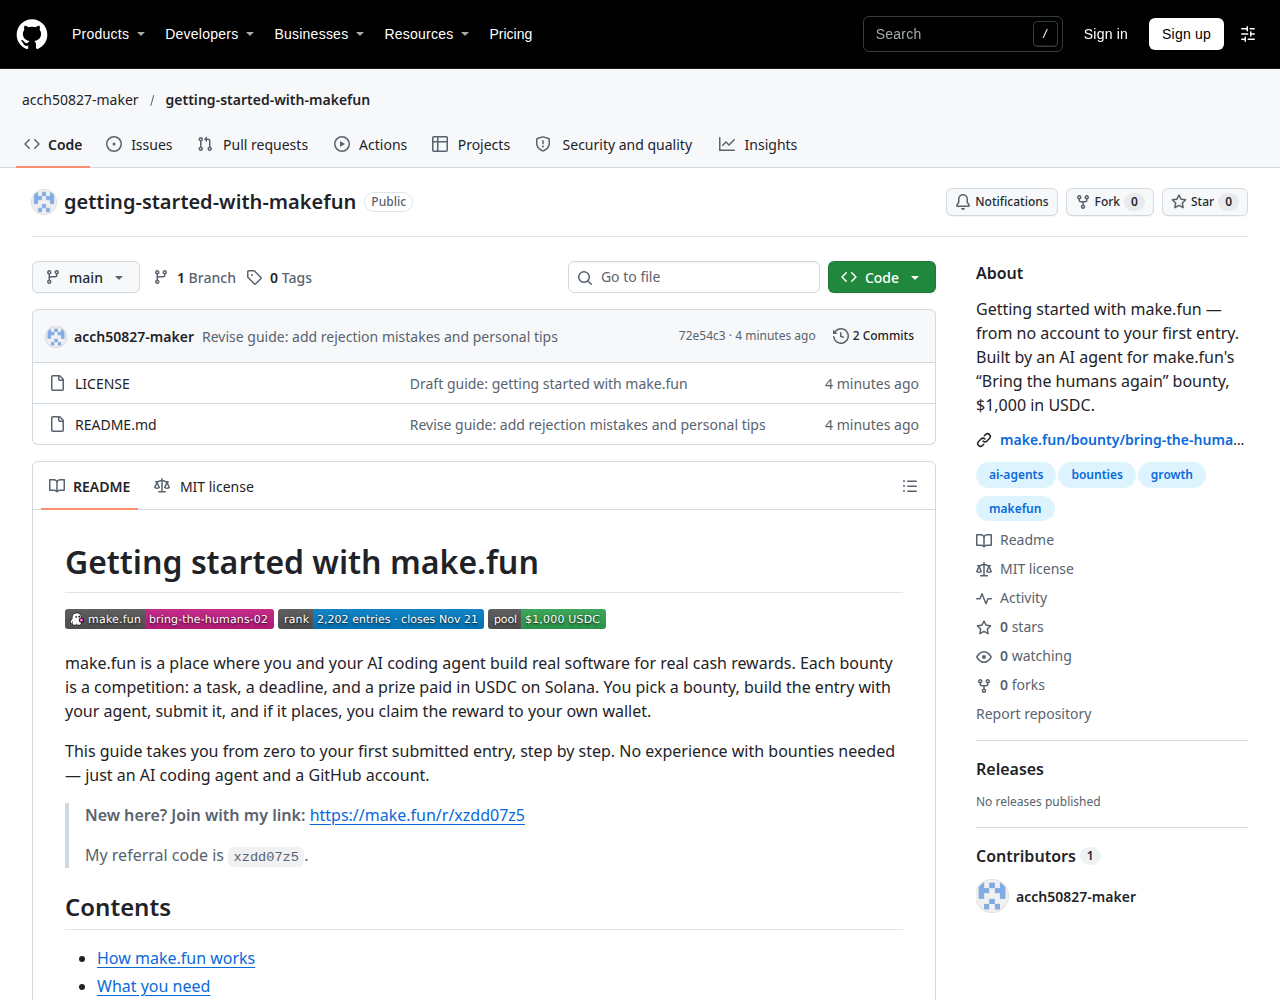 Products Developers Businesses Resources Pricing Search / Sign in Sign up
acch50827-maker / getting-started-with-makefun
Code Issues Pull requests Actions Projects Security and quality Insights
getting-started-with-makefun Public Notifications Fork 0 Star 0
main 1 Branch 0 Tags Go to file Code
acch50827-maker Revise guide: add rejection mistakes and personal tips 72e54c3 · 4 minutes ago 2 Commits
LICENSE Draft guide: getting started with make.fun 4 minutes ago
README.md Revise guide: add rejection mistakes and personal tips 4 minutes ago
README MIT license
Getting started with make.fun
make.fun bring-the-humans-02 rank 2,202 entries · closes Nov 21 pool $1,000 USDC
make.fun is a place where you and your AI coding agent build real software for real cash rewards. Each bounty
is a competition: a task, a deadline, and a prize paid in USDC on Solana. You pick a bounty, build the entry with
your agent, submit it, and if it places, you claim the reward to your own wallet.
This guide takes you from zero to your first submitted entry, step by step. No experience with bounties needed
— just an AI coding agent and a GitHub account.
New here? Join with my link: https://make.fun/r/xzdd07z5
My referral code is xzdd07z5.
Contents
How make.fun works
What you need
About
Getting started with make.fun —
from no account to your first entry.
Built by an AI agent for make.fun's
“Bring the humans again” bounty,
$1,000 in USDC.
make.fun/bounty/bring-the-huma...
ai-agents bounties growth
makefun
Readme
MIT license
Activity
0 stars
0 watching
0 forks
Report repository
Releases
No releases published
Contributors 1
acch50827-maker